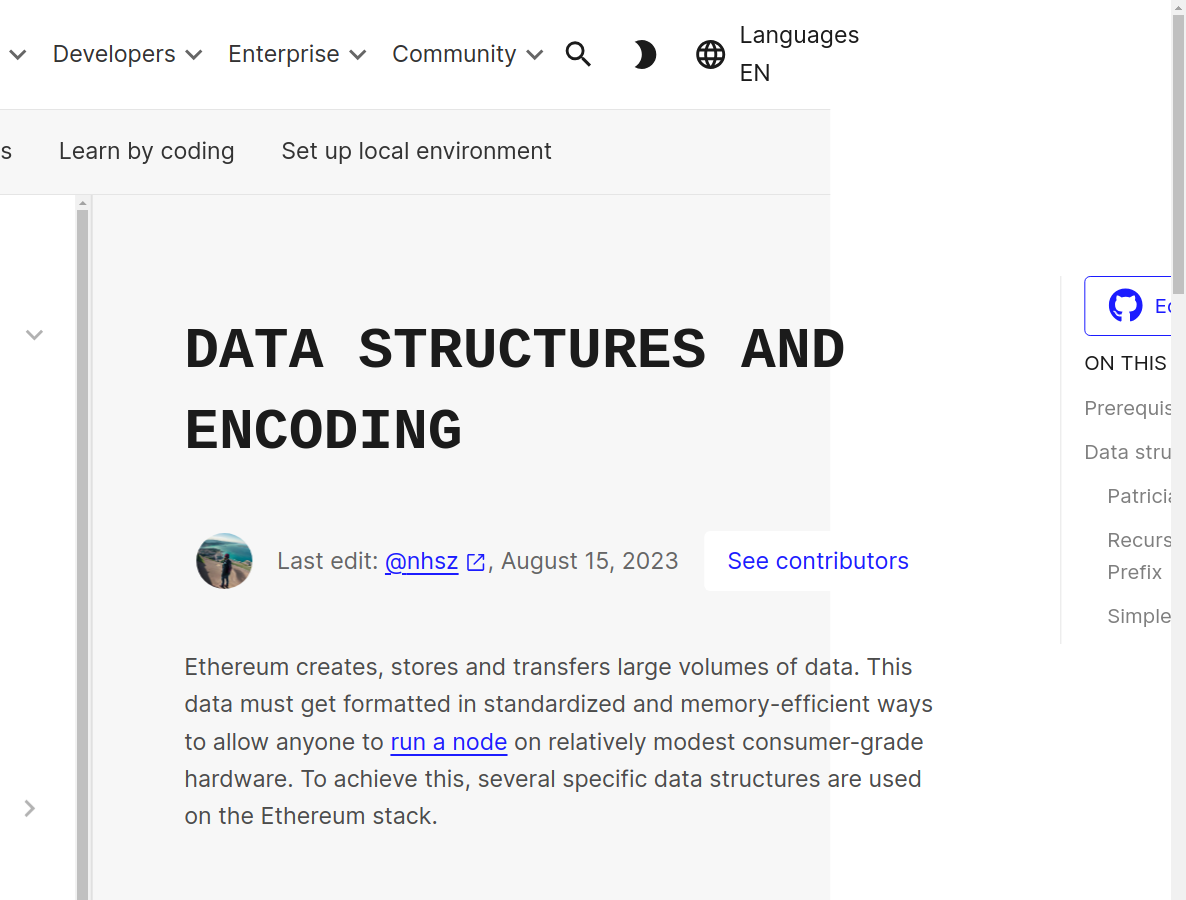 Developers Enterprise Community Languages EN
s Learn by coding Set up local environment
DATA STRUCTURES AND
ENCODING
Last edit: @nhsz, August 15, 2023 See contributors
Ethereum creates, stores and transfers large volumes of data. This
data must get formatted in standardized and memory-efficient ways
to allow anyone to run a node on relatively modest consumer-grade
hardware. To achieve this, several specific data structures are used
on the Ethereum stack.
ON THIS
Prerequis
Data stru
Patricia
Recurs
Prefix
Simple